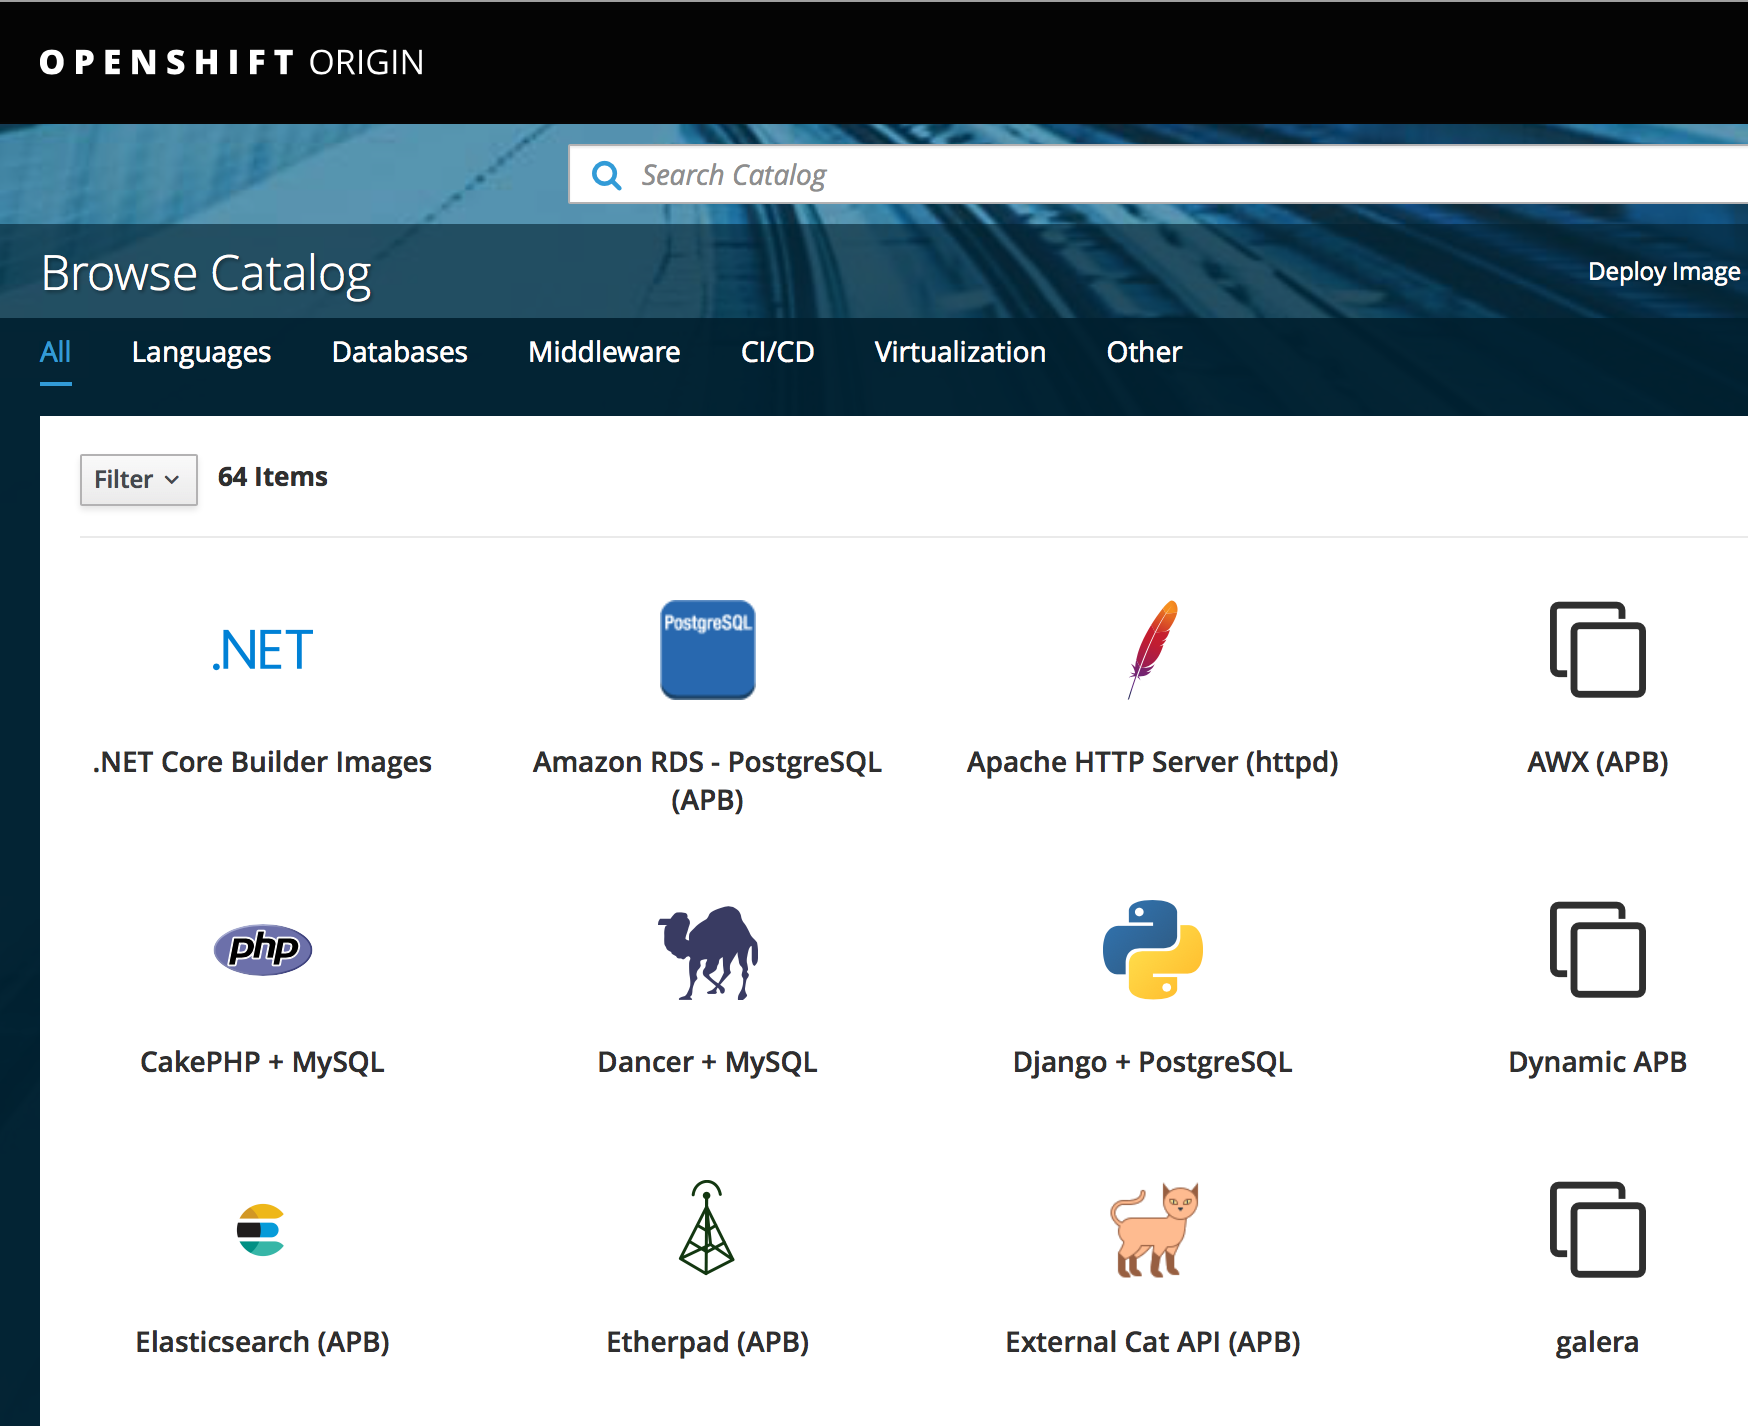 OPENSHIFT ORIGIN
Search Catalog
Browse Catalog
Deploy Image
All Languages Databases Middleware CI/CD Virtualization Other
Filter 64 Items
.NET
PostgreSQL
.NET Core Builder Images
Amazon RDS - PostgreSQL
(APB)
Apache HTTP Server (httpd)
AWX (APB)
php
CakePHP + MySQL
Dancer + MySQL
Django + PostgreSQL
Dynamic APB
Elasticsearch (APB)
Etherpad (APB)
External Cat API (APB)
galera